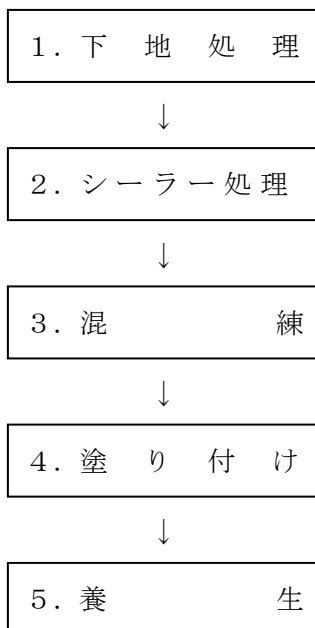 1．下地処理
↓
2．シーラー処理
↓
3．混練
↓
4．塗り付け
↓
5．養生